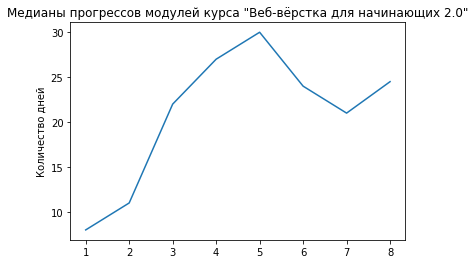 Медианы прогрессов модулей курса "Веб-вёрстка для начинающих 2.0"
Количество дней
30
25
20
15
10
1 2 3 4 5 6 7 8